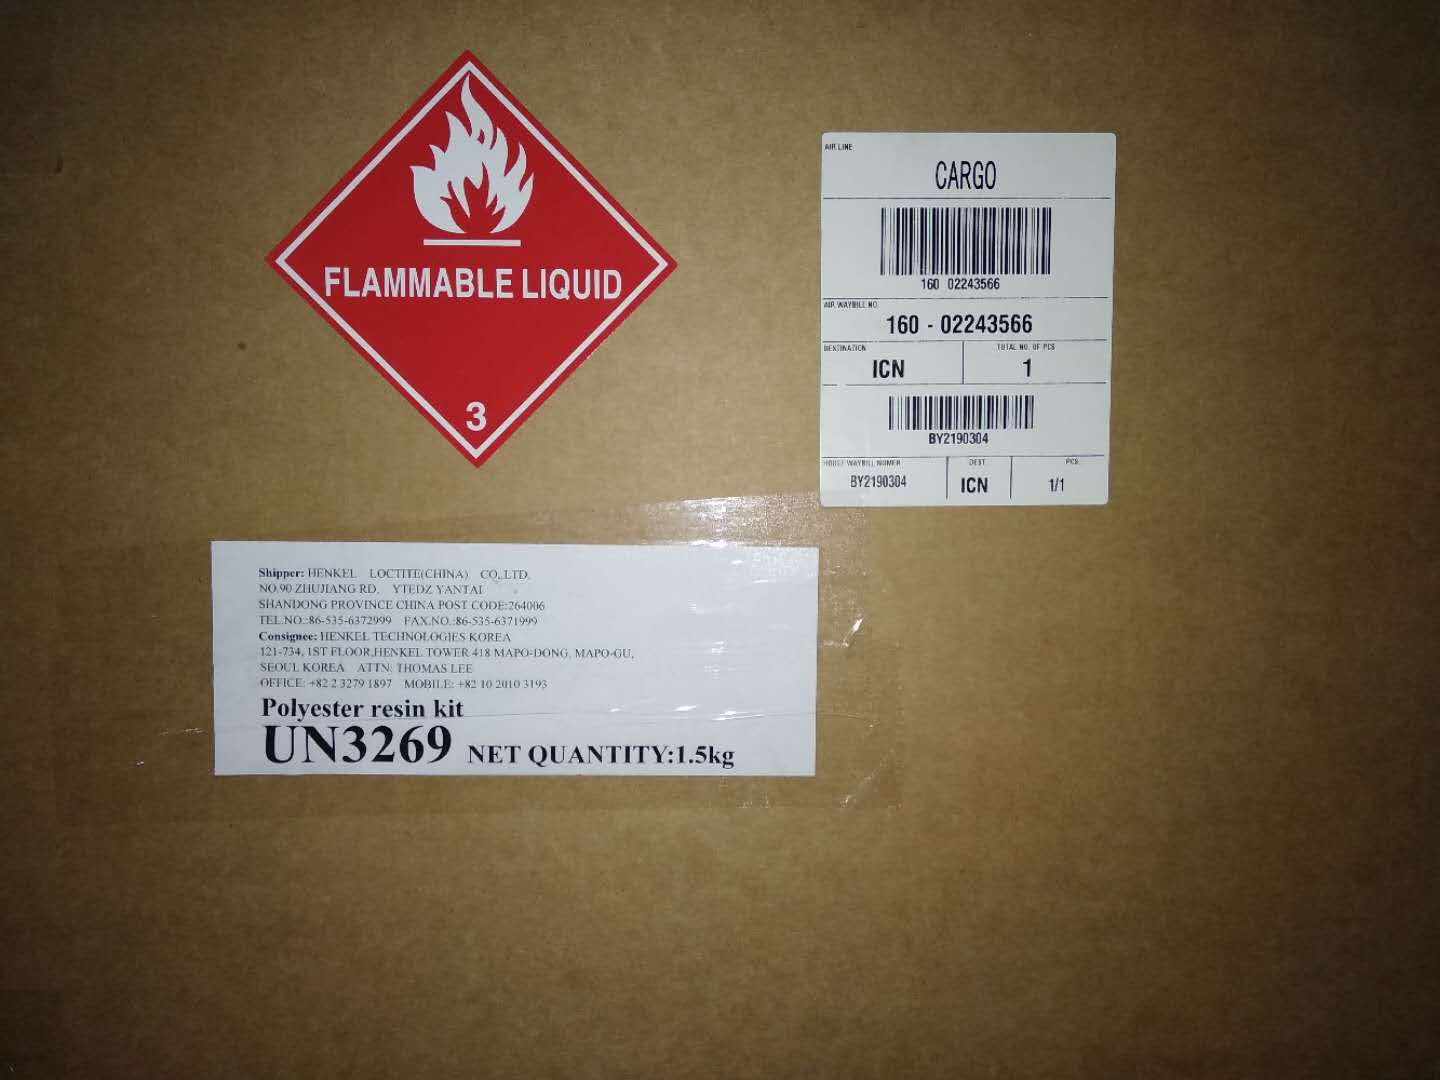 FLAMMABLE LIQUID
3
AIR LINE
CARGO
160 02243566
AIR WAYBILL NO.
160 - 02243566
DESTINATION TOTAL NO. OF PCS
ICN 1
BY2190304
HOUSE WAYBILL NUMER DEST. PCS.
BY2190304 ICN 1/1
Shipper: HENKEL LOCTITE(CHINA) CO,.LTD.
NO.90 ZHUJIANG RD, YTEDZ YANTAI
SHANDONG PROVINCE CHINA POST CODE:264006
TEL.NO.:86-535-6372999 FAX.NO.:86-535-6371999
Consignee: HENKEL TECHNOLOGIES KOREA
121-734, 1ST FLOOR,HENKEL TOWER 418 MAPO-DONG, MAPO-GU,
SEOUL KOREA ATTN: THOMAS LEE
OFFICE: +82 2 3279 1897 MOBILE: +82 10 2010 3193
Polyester resin kit
UN3269 NET QUANTITY:1.5kg